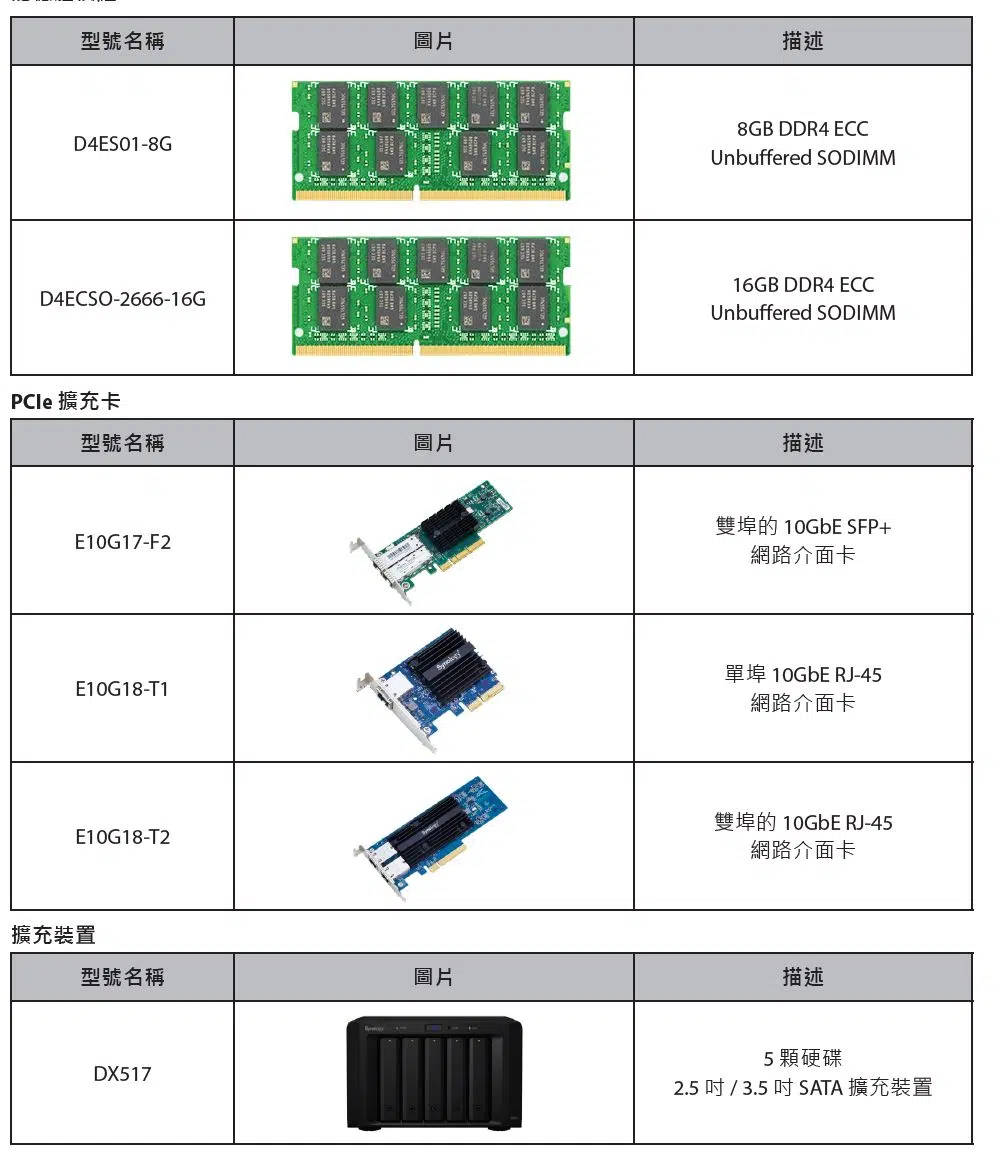 型號名稱 圖片 描述
D4ES01-8G
8GB DDR4 ECC
Unbuffered SODIMM
D4ECSO-2666-16G
16GB DDR4 ECC
Unbuffered SODIMM
PCIe 擴充卡
型號名稱 圖片 描述
E10G17-F2
雙埠的 10GbE SFP+
網路介面卡
E10G18-T1
Synology
單埠 10GbE RJ-45
網路介面卡
E10G18-T2
Synology
雙埠的 10GbE RJ-45
網路介面卡
擴充裝置
型號名稱 圖片 描述
DX517
Synology
5 顆硬碟
2.5 吋 / 3.5 吋 SATA 擴充裝置